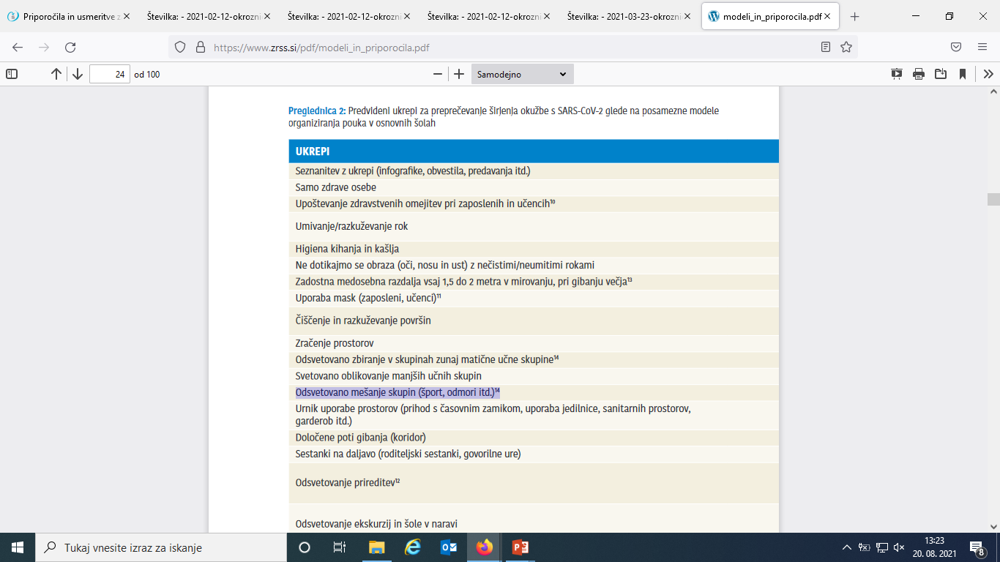 Priporočila in usmeritve z
Številka: - 2021-02-12-okrozni
Številka: - 2021-02-12-okrozni
Številka: - 2021-02-12-okrozni
Številka: - 2021-03-23-okrozni
modeli_in_priporocila.pdf
https://www.zrss.si/pdf/modeli_in_priporocila.pdf
24 od 100
Samodejno
Preglednica 2: Predvideni ukrepi za preprečevanje širjenja okužbe s SARS-CoV-2 glede na posamezne modele
organiziranja pouka v osnovnih šolah
UKREPI
Seznanitev z ukrepi (infografike, obvestila, predavanja itd.)
Samo zdrave osebe
Upoštevanje zdravstvenih omejitev pri zaposlenih in učencih¹⁰
Umivanje/razkuževanje rok
Higiena kihanja in kašlja
Ne dotikajmo se obraza (oči, nosu in ust) z nečistimi/neumitimi rokami
Zadostna medosebna razdalja vsaj 1,5 do 2 metra v mirovanju, pri gibanju večja¹³
Uporaba mask (zaposleni, učenci)¹¹
Čiščenje in razkuževanje površin
Zračenje prostorov
Odsvetovano zbiranje v skupinah zunaj matične učne skupine¹⁴
Svetovano oblikovanje manjših učnih skupin
Odsvetovano mešanje skupin (šport, odmori itd.)¹⁴
Urnik uporabe prostorov (prihod s časovnim zamikom, uporaba jedilnice, sanitarnih prostorov,
garderob itd.)
Določene poti gibanja (koridor)
Sestanki na daljavo (roditeljski sestanki, govorilne ure)
Odsvetovanje prireditev¹²
Odsvetovanje ekskurzij in šole v naravi
Tukaj vnesite izraz za iskanje
13:23
20. 08. 2021
8